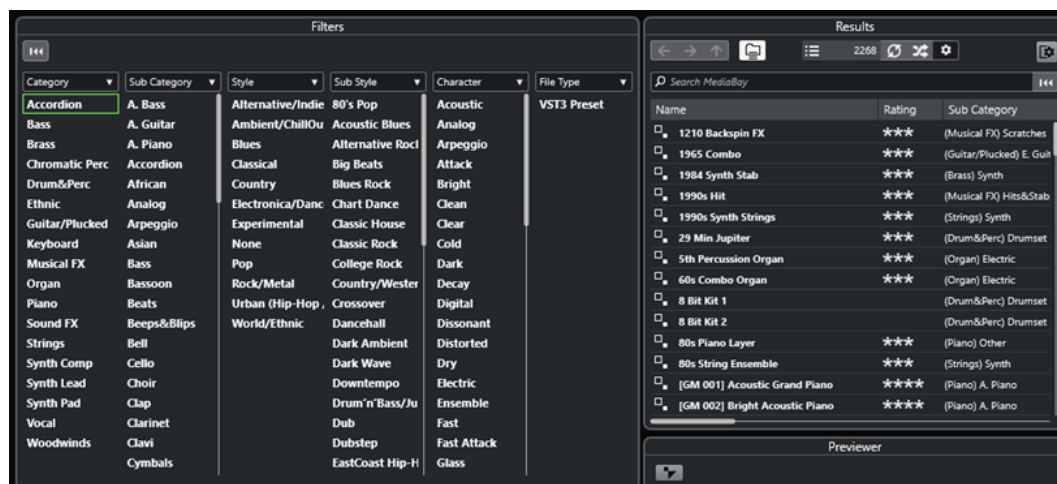 Filters
Category Sub Category Style Sub Style Character File Type
Accordion A. Bass Alternative/Indie 80's Pop Acoustic VST3 Preset
Bass A. Guitar Ambient/ChillOu Acoustic Blues Analog
Brass A. Piano Blues Alternative Rocl Arpeggio
Chromatic Perc Accordion Classical Big Beats Attack
Drum&Perc African Country Blues Rock Bright
Ethnic Analog Electronica/Danc Chart Dance Clean
Guitar/Plucked Arpeggio Experimental Classic House Clear
Keyboard Asian None Classic Rock Cold
Musical FX Bass Pop College Rock Dark
Organ Bassoon Rock/Metal Country/Wester Decay
Piano Beats Urban (Hip-Hop , Crossover Digital
Sound FX Beeps&Blips World/Ethnic Dancehall Dissonant
Strings Bell Dark Ambient Distorted
Synth Comp Cello Dark Wave Dry
Synth Lead Choir Downtempo Electric
Synth Pad Clap Drum´n´Bass/Ju Ensemble
Vocal Clarinet Dub Fast
Woodwinds Clavi Dubstep Fast Attack
Cymbals EastCoast Hip-H Glass
Results
2268
Search MediaBay
Name Rating Sub Category
1210 Backspin FX *** (Musical FX) Scratches
1965 Combo *** (Guitar/Plucked) E. Guit
1984 Synth Stab *** (Brass) Synth
1990s Hit *** (Musical FX) Hits&Stab
1990s Synth Strings *** (Strings) Synth
29 Min Jupiter *** (Drum&Perc) Drumset
5th Percussion Organ *** (Organ) Electric
60s Combo Organ *** (Organ) Electric
8 Bit Kit 1 (Drum&Perc) Drumset
8 Bit Kit 2 (Drum&Perc) Drumset
80s Piano Layer *** (Piano) Other
80s String Ensemble *** (Strings) Synth
[GM 001] Acoustic Grand Piano **** (Piano) A. Piano
[GM 002] Bright Acoustic Piano **** (Piano) A. Piano
Previewer